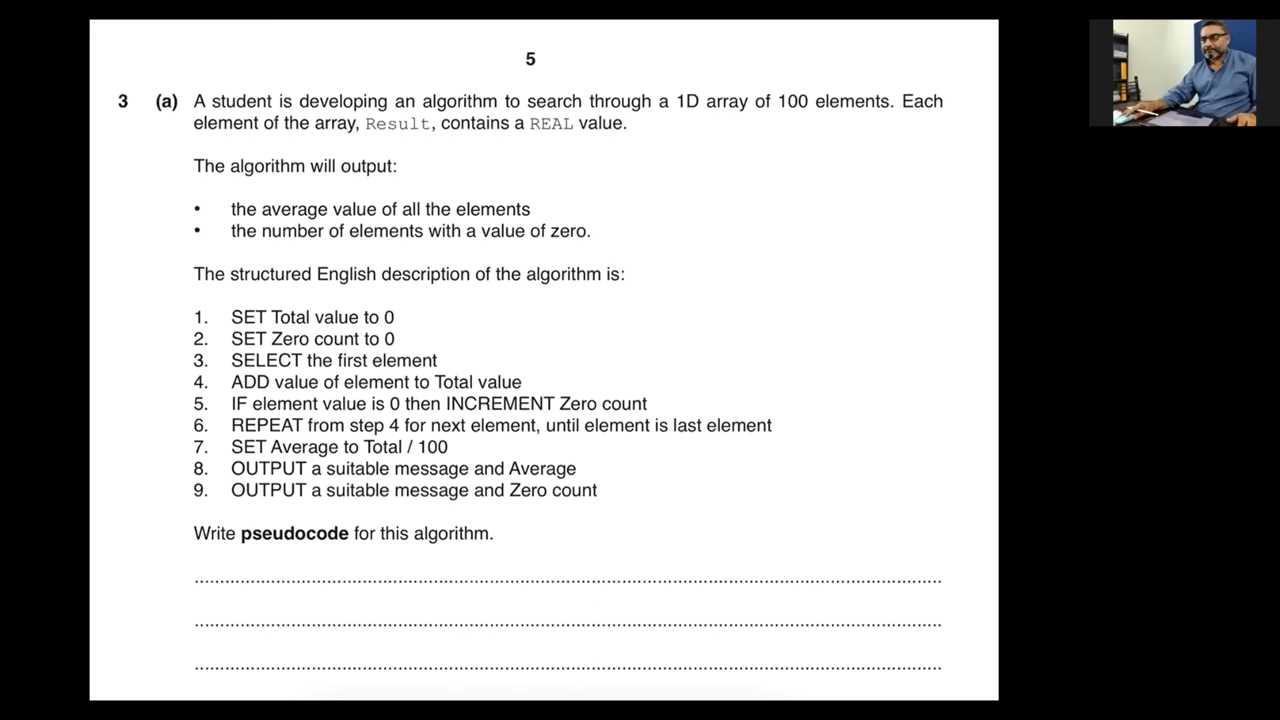 5
3 (a) A student is developing an algorithm to search through a 1D array of 100 elements. Each
element of the array, Result, contains a REAL value.
The algorithm will output:
• the average value of all the elements
• the number of elements with a value of zero.
The structured English description of the algorithm is:
1. SET Total value to 0
2. SET Zero count to 0
3. SELECT the first element
4. ADD value of element to Total value
5. IF element value is 0 then INCREMENT Zero count
6. REPEAT from step 4 for next element, until element is last element
7. SET Average to Total / 100
8. OUTPUT a suitable message and Average
9. OUTPUT a suitable message and Zero count
Write pseudocode for this algorithm.